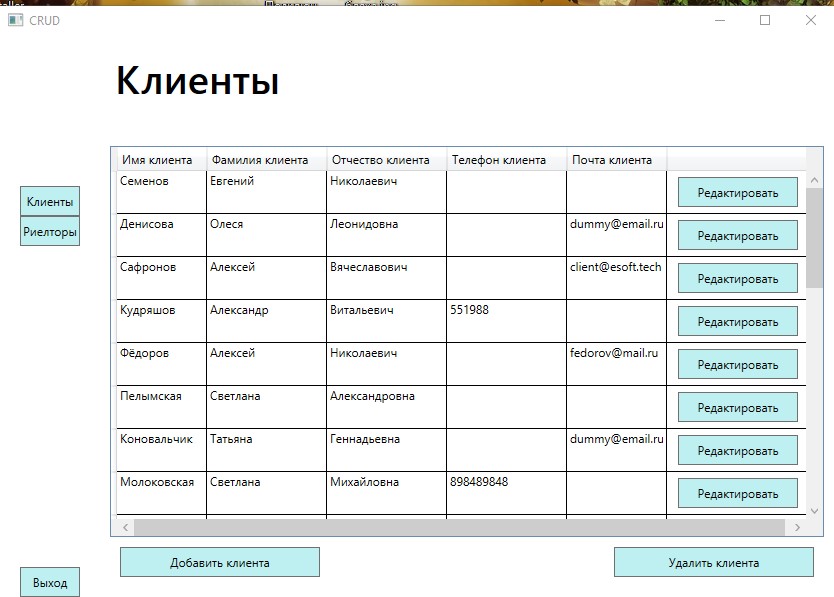 CRUD
Клиенты
Имя клиента Фамилия клиента Отчество клиента Телефон клиента Почта клиента
Семенов Евгений Николаевич Редактировать
Клиенты
Денисова Олеся Леонидовна dummy@email.ru Редактировать
Риелторы
Сафронов Алексей Вячеславович client@esoft.tech Редактировать
Кудряшов Александр Витальевич 551988 Редактировать
Фёдоров Алексей Николаевич fedorov@mail.ru Редактировать
Пелымская Светлана Александровна Редактировать
Коновальчик Татьяна Геннадьевна dummy@email.ru Редактировать
Молоковская Светлана Михайловна 898489848 Редактировать
Добавить клиента Удалить клиента
Выход